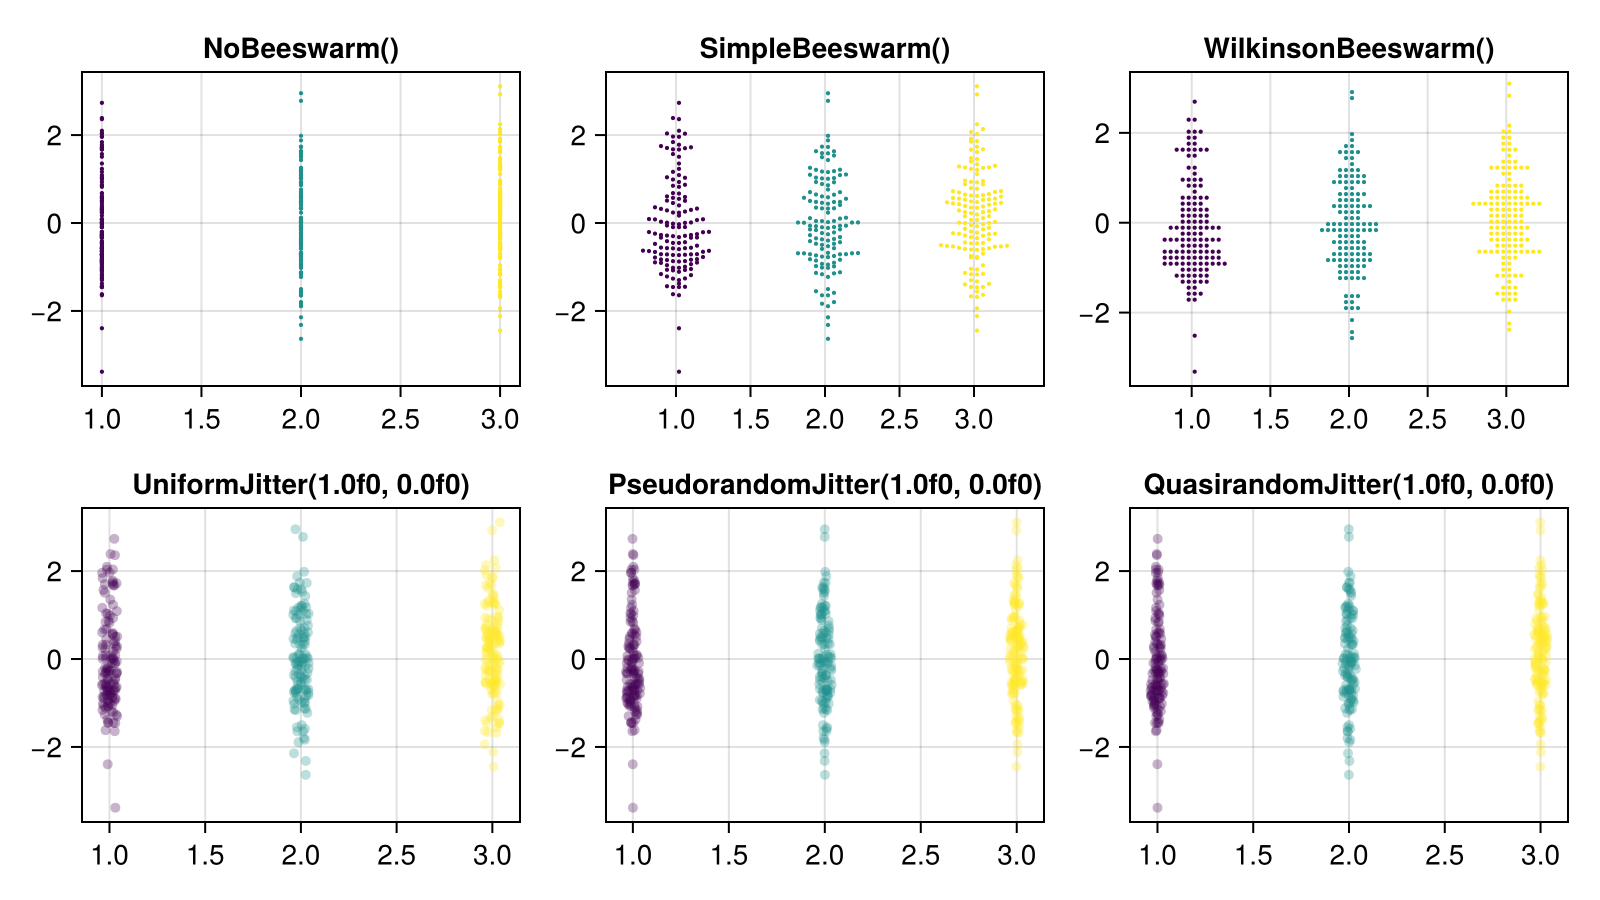 NoBeeswarm()
SimpleBeeswarm()
WilkinsonBeeswarm()
2
0
−2
1.0 1.5 2.0 2.5 3.0
2
0
−2
1.0 1.5 2.0 2.5 3.0
2
0
−2
1.0 1.5 2.0 2.5 3.0
UniformJitter(1.0f0, 0.0f0)
PseudorandomJitter(1.0f0, 0.0f0)
QuasirandomJitter(1.0f0, 0.0f0)
2
0
−2
1.0 1.5 2.0 2.5 3.0
2
0
−2
1.0 1.5 2.0 2.5 3.0
2
0
−2
1.0 1.5 2.0 2.5 3.0